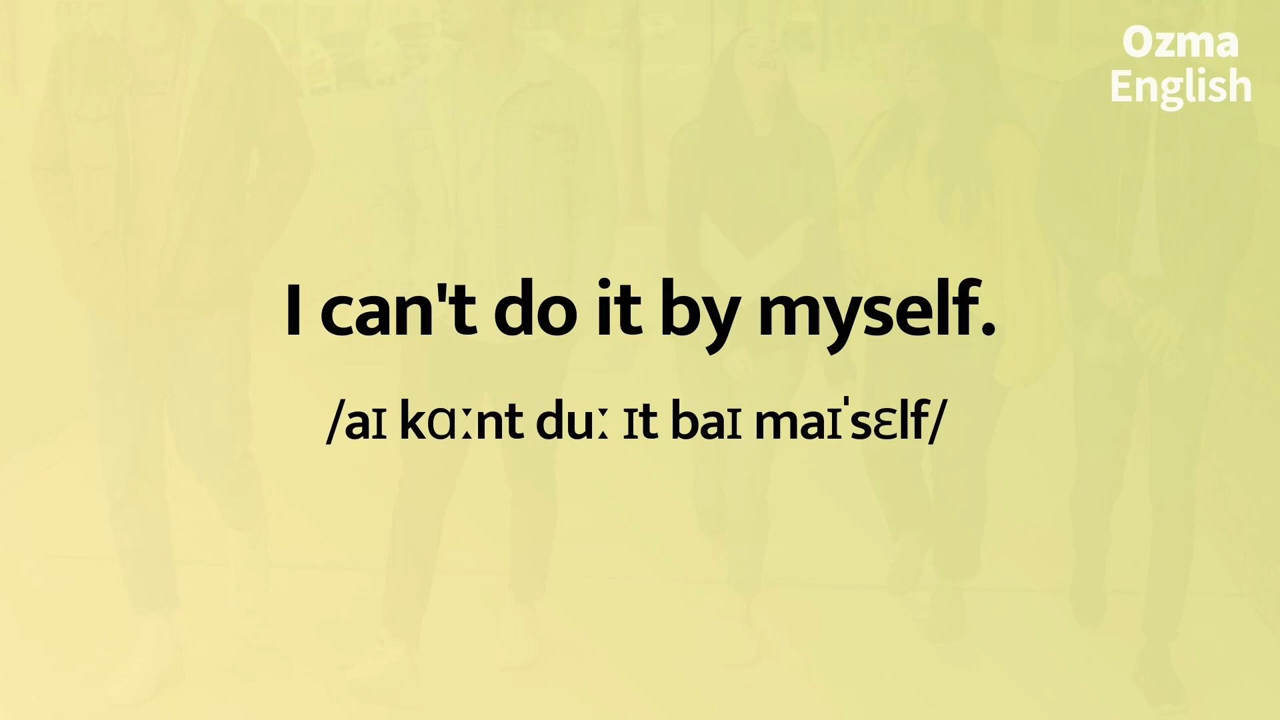 Ozma
English
I can't do it by myself.
/aɪ kɑːnt duː ɪt baɪ maɪˈsɛlf/